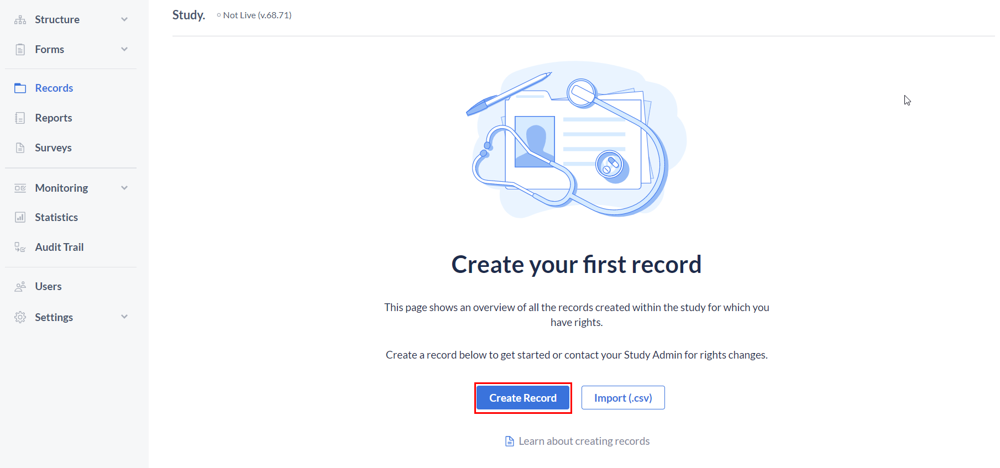 Structure
Forms
Records
Reports
Surveys
Monitoring
Statistics
Audit Trail
Users
Settings
Study.
Not Live (v.68.71)
Create your first record
This page shows an overview of all the records created within the study for which you
have rights.
Create a record below to get started or contact your Study Admin for rights changes.
Create Record
Import (.csv)
Learn about creating records